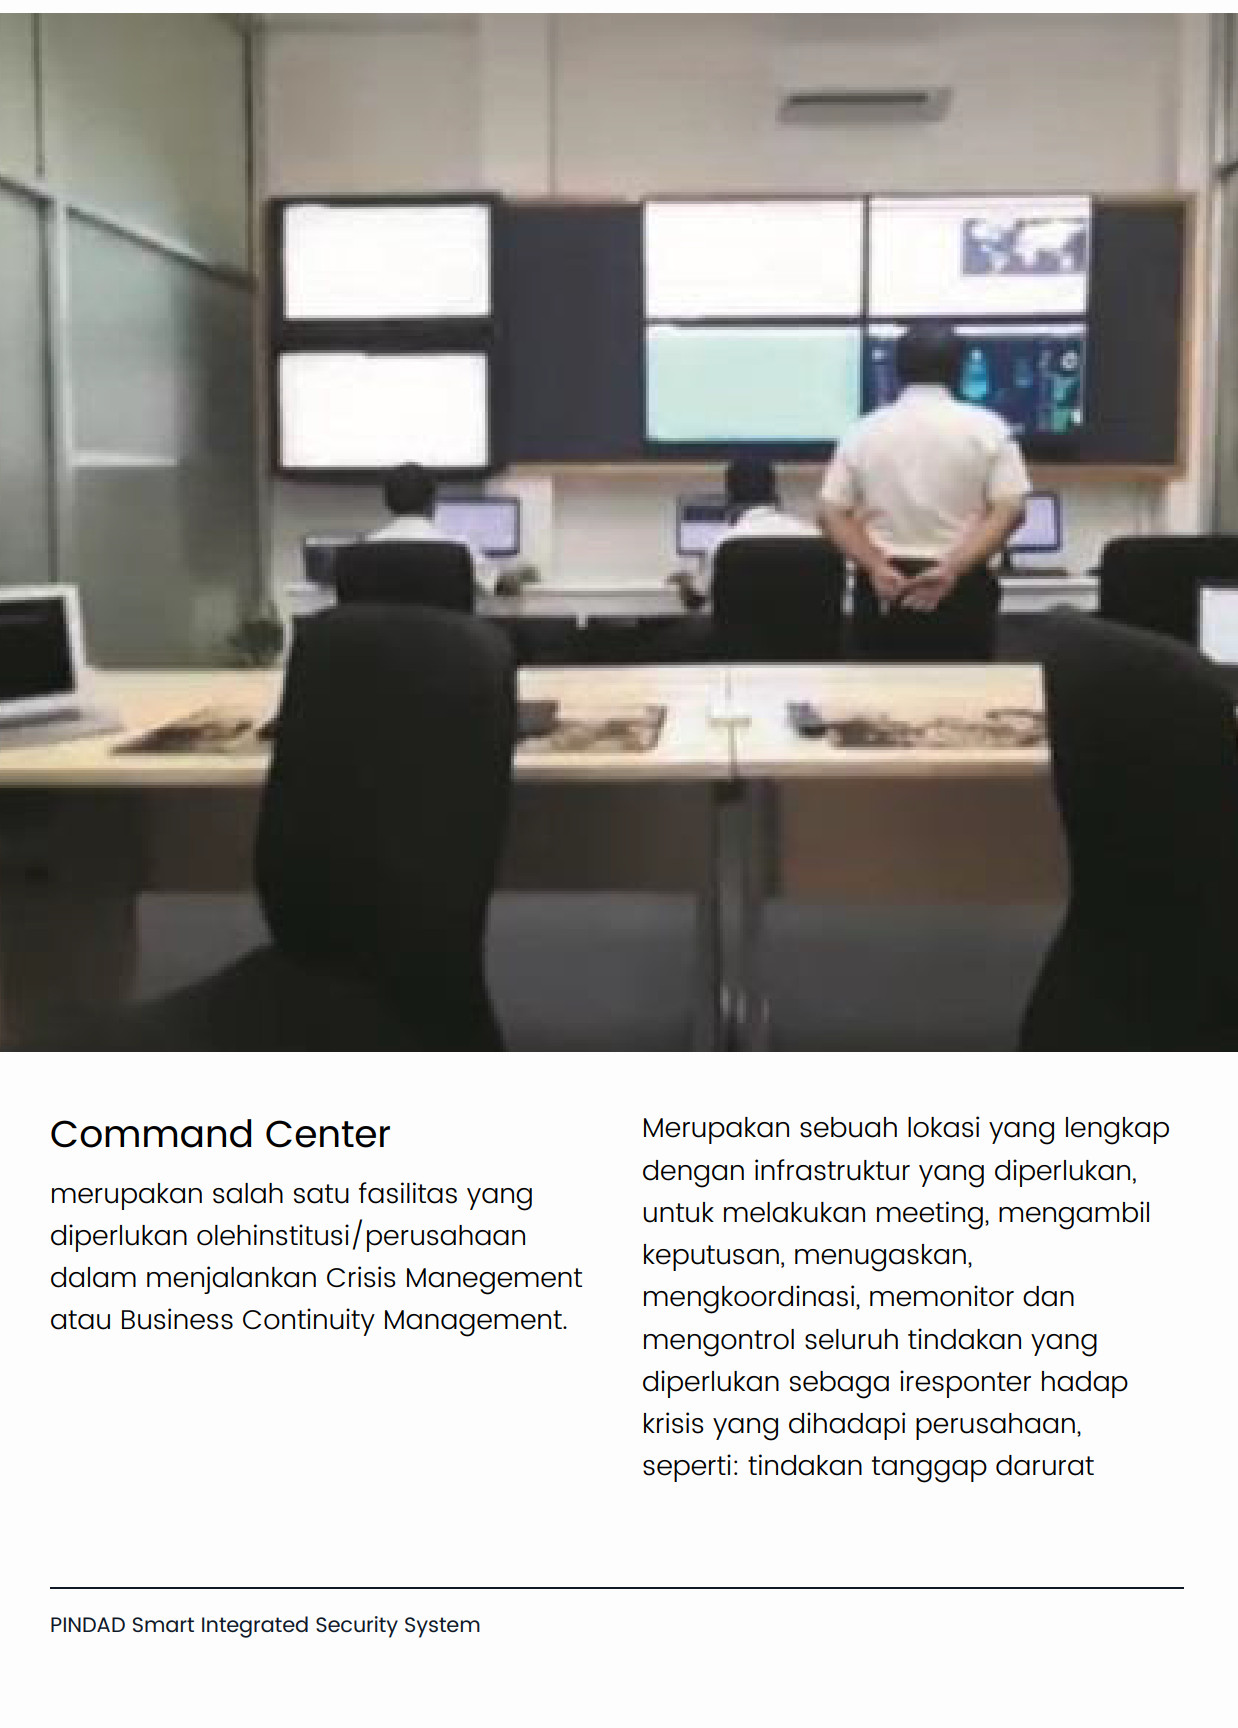 Command Center
merupakan salah satu fasilitas yang
diperlukan olehinstitusi/perusahaan
dalam menjalankan Crisis Manegement
atau Business Continuity Management.
Merupakan sebuah lokasi yang lengkap
dengan infrastruktur yang diperlukan,
untuk melakukan meeting, mengambil
keputusan, menugaskan,
mengkoordinasi, memonitor dan
mengontrol seluruh tindakan yang
diperlukan sebaga iresponter hadap
krisis yang dihadapi perusahaan,
seperti: tindakan tanggap darurat
PINDAD Smart Integrated Security System